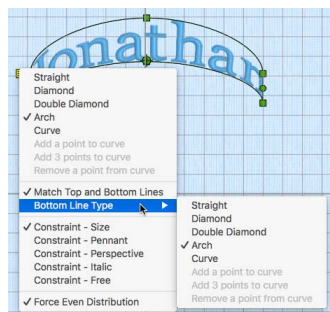 Jonathan
Straight
Diamond
Double Diamond
✓ Arch
Curve
Add a point to curve
Add 3 points to curve
Remove a point from curve
✓ Match Top and Bottom Lines
Bottom Line Type ▶
✓ Constraint - Size
Constraint - Pennant
Constraint - Perspective
Constraint - Italic
Constraint - Free
✓ Force Even Distribution
Straight
Diamond
Double Diamond
✓ Arch
Curve
Add a point to curve
Add 3 points to curve
Remove a point from curve